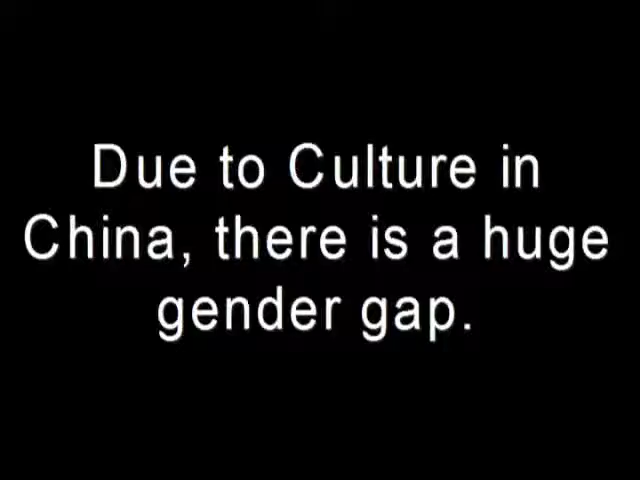 Due to Culture in
China, there is a huge
gender gap.